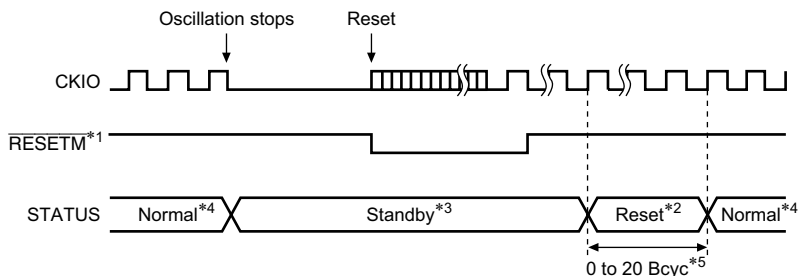 Oscillation stops
Reset
CKIO
RESETM*1
STATUS
Normal*4
Standby*3
Reset*2
Normal*4
0 to 20 Bcyc*5